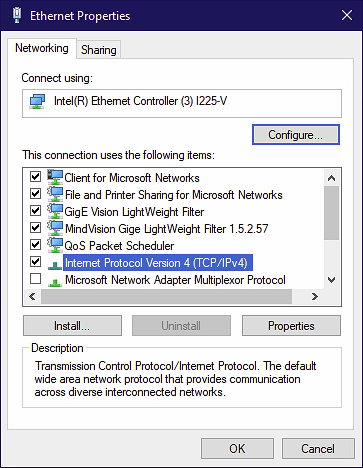 Ethernet Properties
Networking
Sharing
Connect using:
Intel(R) Ethernet Controller (3) I225-V
Configure...
This connection uses the following items:
Client for Microsoft Networks
File and Printer Sharing for Microsoft Networks
GigE Vision LightWeight Filter
MindVision Gige LightWeight Filter 1.5.2.57
QoS Packet Scheduler
Internet Protocol Version 4 (TCP/IPv4)
Microsoft Network Adapter Multiplexor Protocol
Install...
Uninstall
Properties
Description
Transmission Control Protocol/Internet Protocol. The default
wide area network protocol that provides communication
across diverse interconnected networks.
OK
Cancel